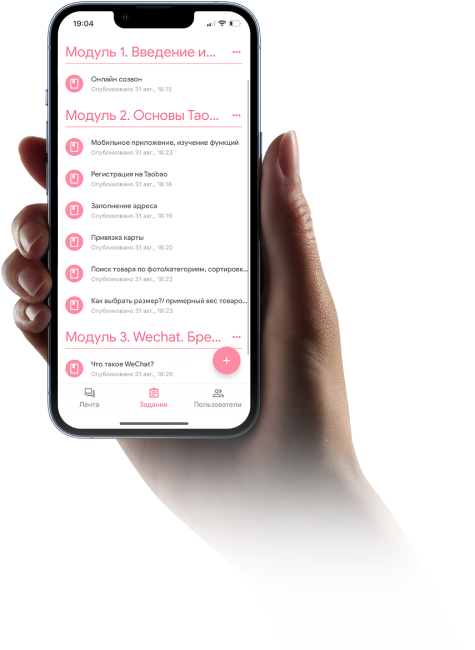 19:04
Модуль 1. Введение и...
Онлайн созвон
Опубликовано 31 авг., 18:15
Модуль 2. Основы Tao...
Мобильное приложение, изучение функций
Опубликовано 31 авг., 18:23
Регистрация на Taobao
Опубликовано 31 авг., 18:18
Заполнение адреса
Опубликовано 31 авг., 18:19
Привязка карты
Опубликовано 31 авг., 18:20
Поиск товара по фото/категориям, сортировк...
Опубликовано 31 авг., 18:22
Как выбрать размер?/ примерный вес товаро...
Опубликовано 31 авг., 18:23
Модуль 3. Wechat. Бре...
Что такое WeChat?
Опубликовано 31 авг., 18:26
Лента
Задания
Пользователи